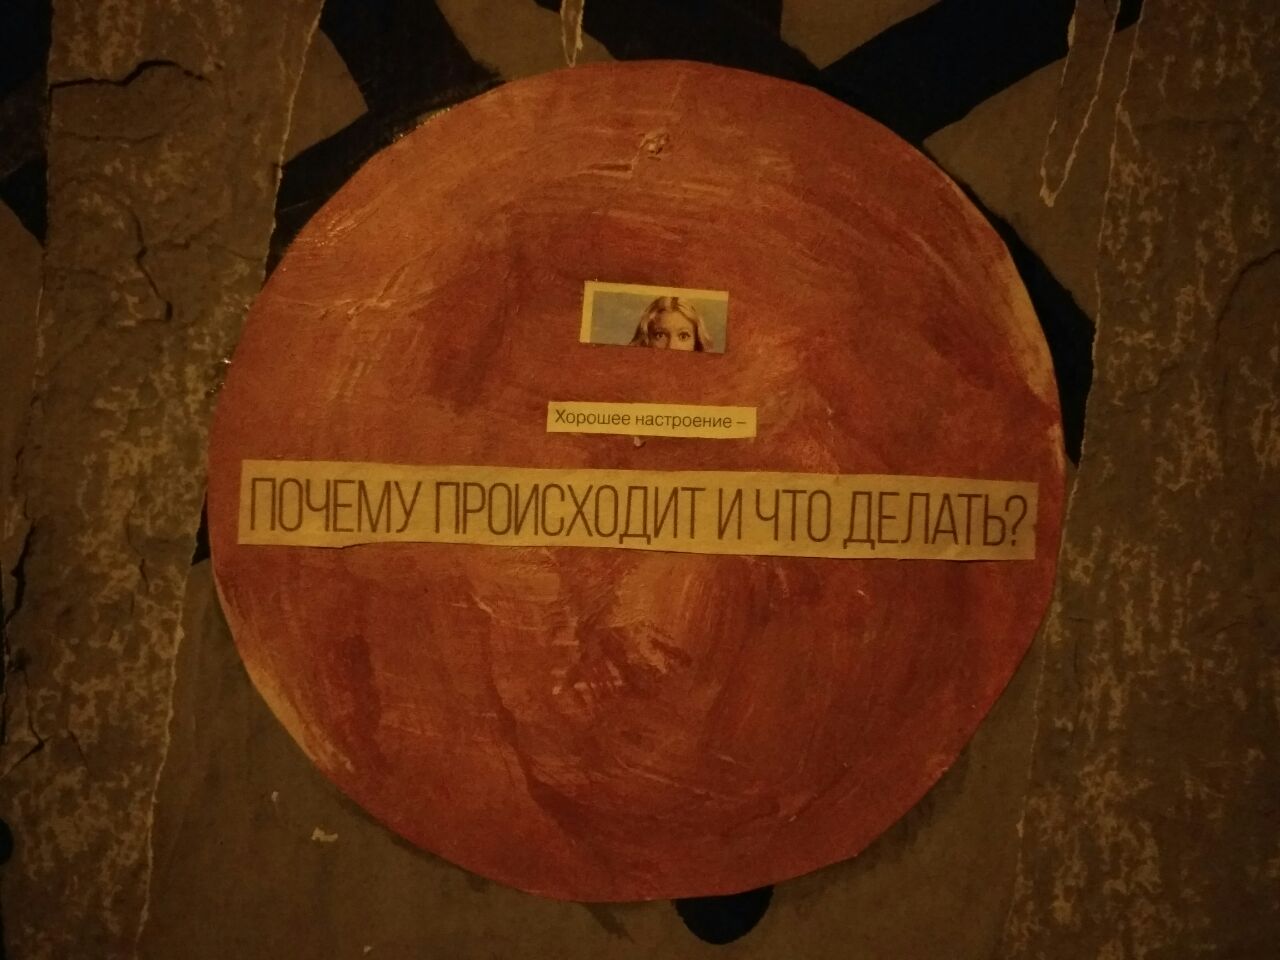 Хорошее настроение –
ПОЧЕМУ ПРОИСХОДИТ И ЧТО ДЕЛАТЬ?